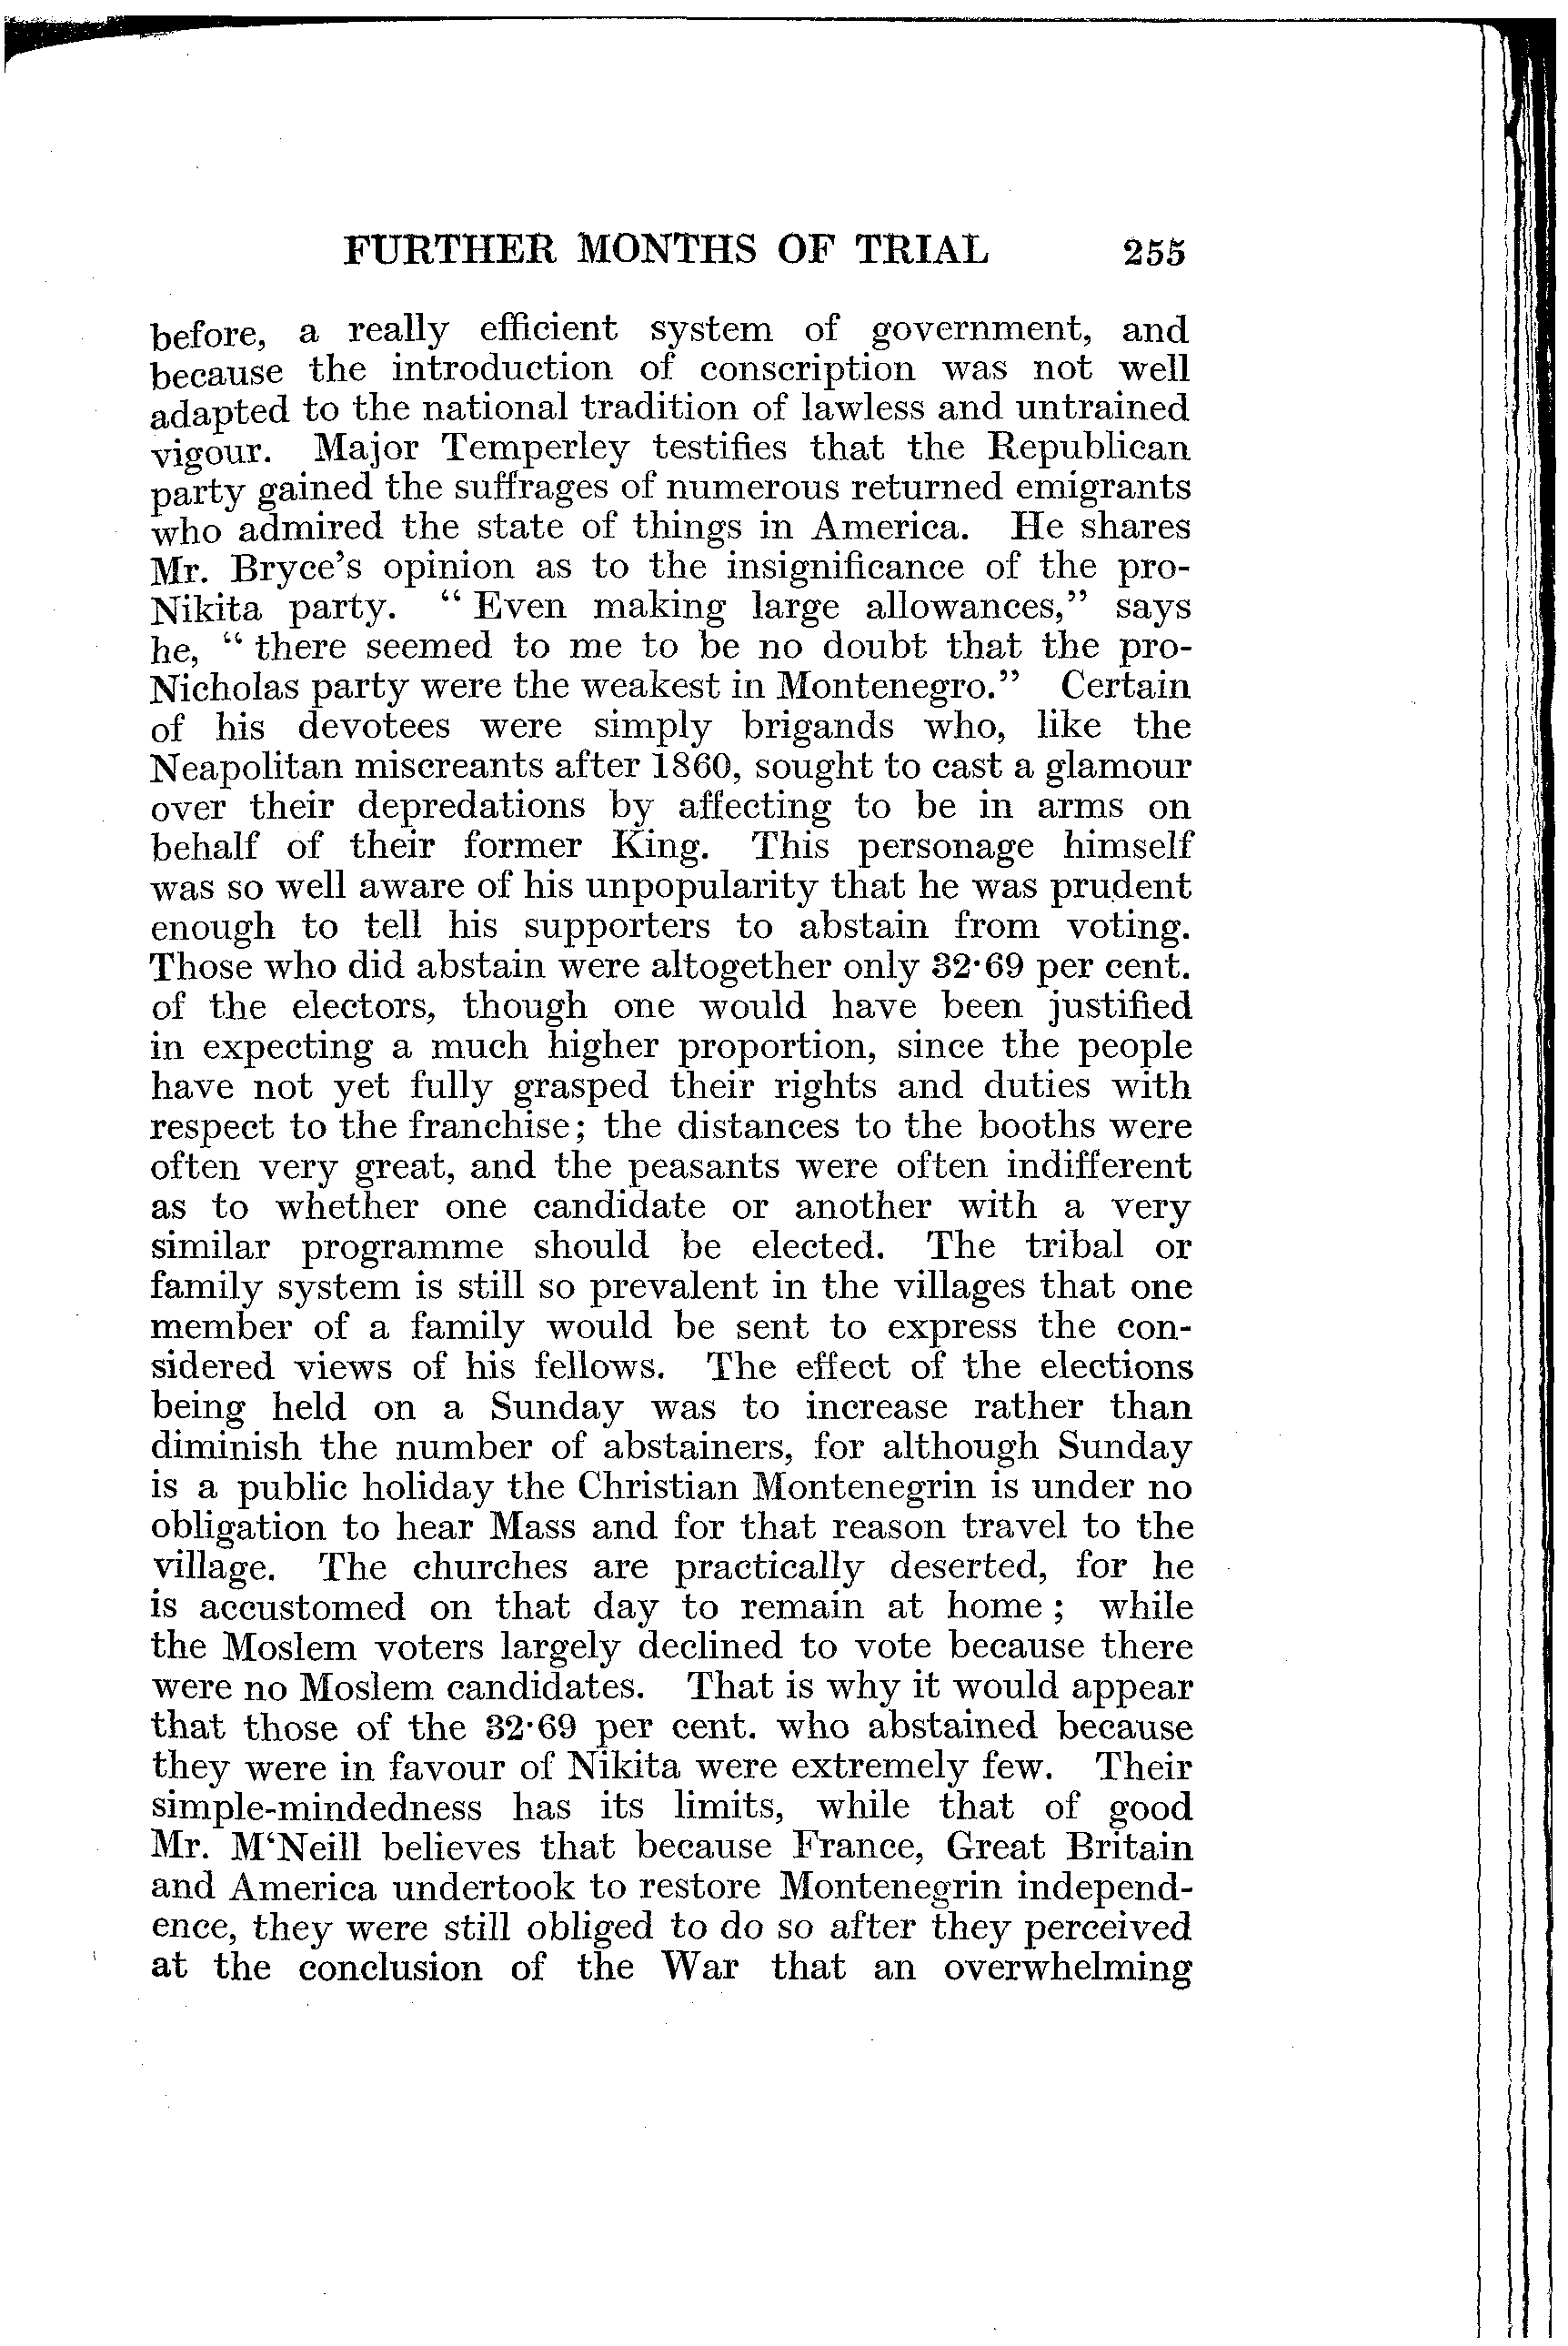 FURTHER MONTHS OF TRIAL 255
before, a really efficient system of government, and
because the introduction of conscription was not well
adapted to the national tradition of lawless and untrained
vigour. Major Temperley testifies that the Republican
party gained the suffrages of numerous returned emigrants
who admired the state of things in America. He shares
Mr. Bryce's opinion as to the insignificance of the pro-
Nikita party. “ Even making large allowances,” says
he, “ there seemed to me to be no doubt that the pro-
Nicholas party were the weakest in Montenegro.” Certain
of his devotees were simply brigands who, like the
Neapolitan miscreants after 1860, sought to cast a glamour
over their depredations by affecting to be in arms on
behalf of their former King. This personage himself
was so well aware of his unpopularity that he was prudent
enough to tell his supporters to abstain from voting.
Those who did abstain were altogether only 32·69 per cent.
of the electors, though one would have been justified
in expecting a much higher proportion, since the people
have not yet fully grasped their rights and duties with
respect to the franchise; the distances to the booths were
often very great, and the peasants were often indifferent
as to whether one candidate or another with a very
similar programme should be elected. The tribal or
family system is still so prevalent in the villages that one
member of a family would be sent to express the con-
sidered views of his fellows. The effect of the elections
being held on a Sunday was to increase rather than
diminish the number of abstainers, for although Sunday
is a public holiday the Christian Montenegrin is under no
obligation to hear Mass and for that reason travel to the
village. The churches are practically deserted, for he
is accustomed on that day to remain at home ; while
the Moslem voters largely declined to vote because there
were no Moslem candidates. That is why it would appear
that those of the 32·69 per cent. who abstained because
they were in favour of Nikita were extremely few. Their
simple-mindedness has its limits, while that of good
Mr. M‘Neill believes that because France, Great Britain
and America undertook to restore Montenegrin independ-
ence, they were still obliged to do so after they perceived
at the conclusion of the War that an overwhelming